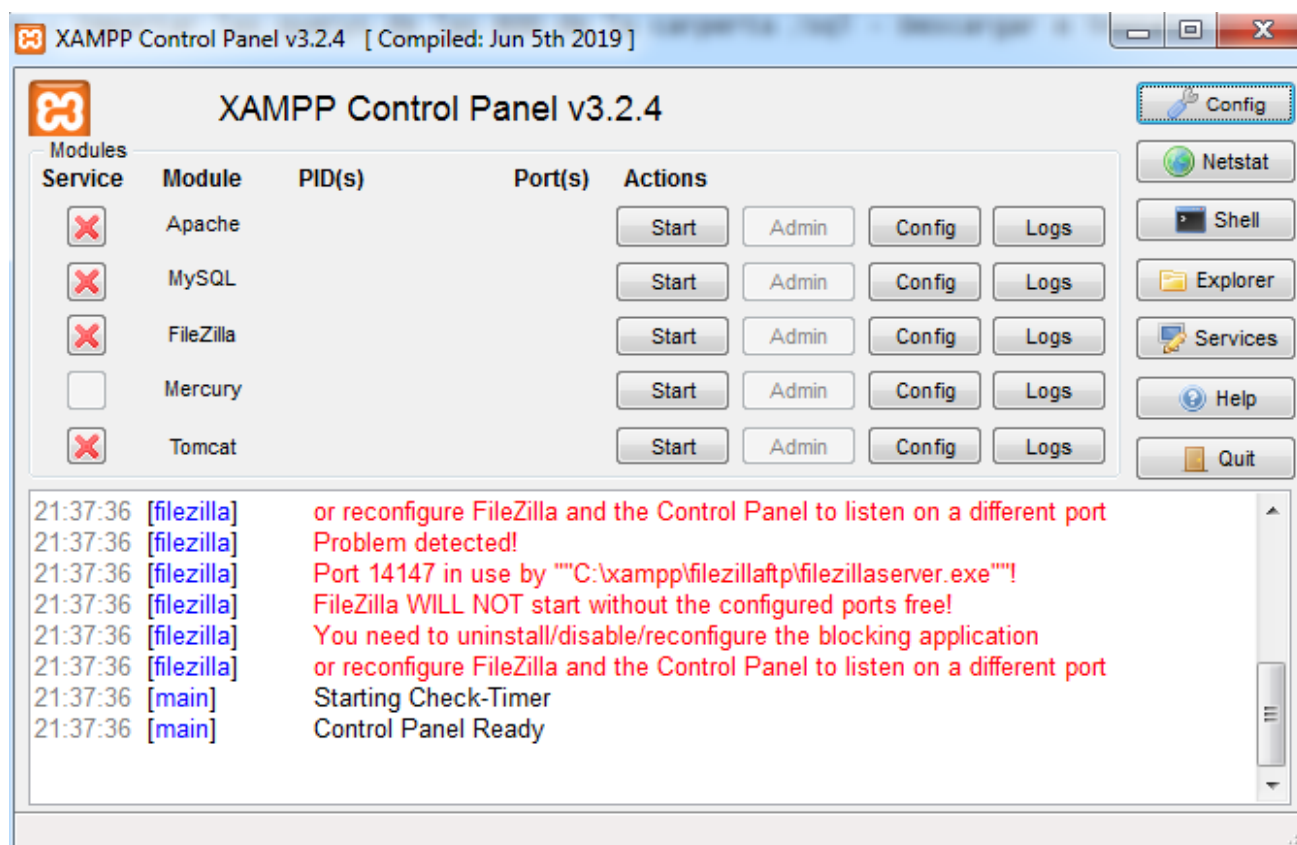 XAMPP Control Panel v3.2.4 [ Compiled: Jun 5th 2019 ]
XAMPP Control Panel v3.2.4
Config
Modules
Service Module PID(s) Port(s) Actions
Netstat
Apache Start Admin Config Logs
Shell
MySQL Start Admin Config Logs
Explorer
FileZilla Start Admin Config Logs
Services
Mercury Start Admin Config Logs
Help
Tomcat Start Admin Config Logs
Quit
21:37:36 [filezilla] or reconfigure FileZilla and the Control Panel to listen on a different port
21:37:36 [filezilla] Problem detected!
21:37:36 [filezilla] Port 14147 in use by ""C:\xampp\filezillaftp\filezillaserver.exe""!
21:37:36 [filezilla] FileZilla WILL NOT start without the configured ports free!
21:37:36 [filezilla] You need to uninstall/disable/reconfigure the blocking application
21:37:36 [filezilla] or reconfigure FileZilla and the Control Panel to listen on a different port
21:37:36 [main] Starting Check-Timer
21:37:36 [main] Control Panel Ready